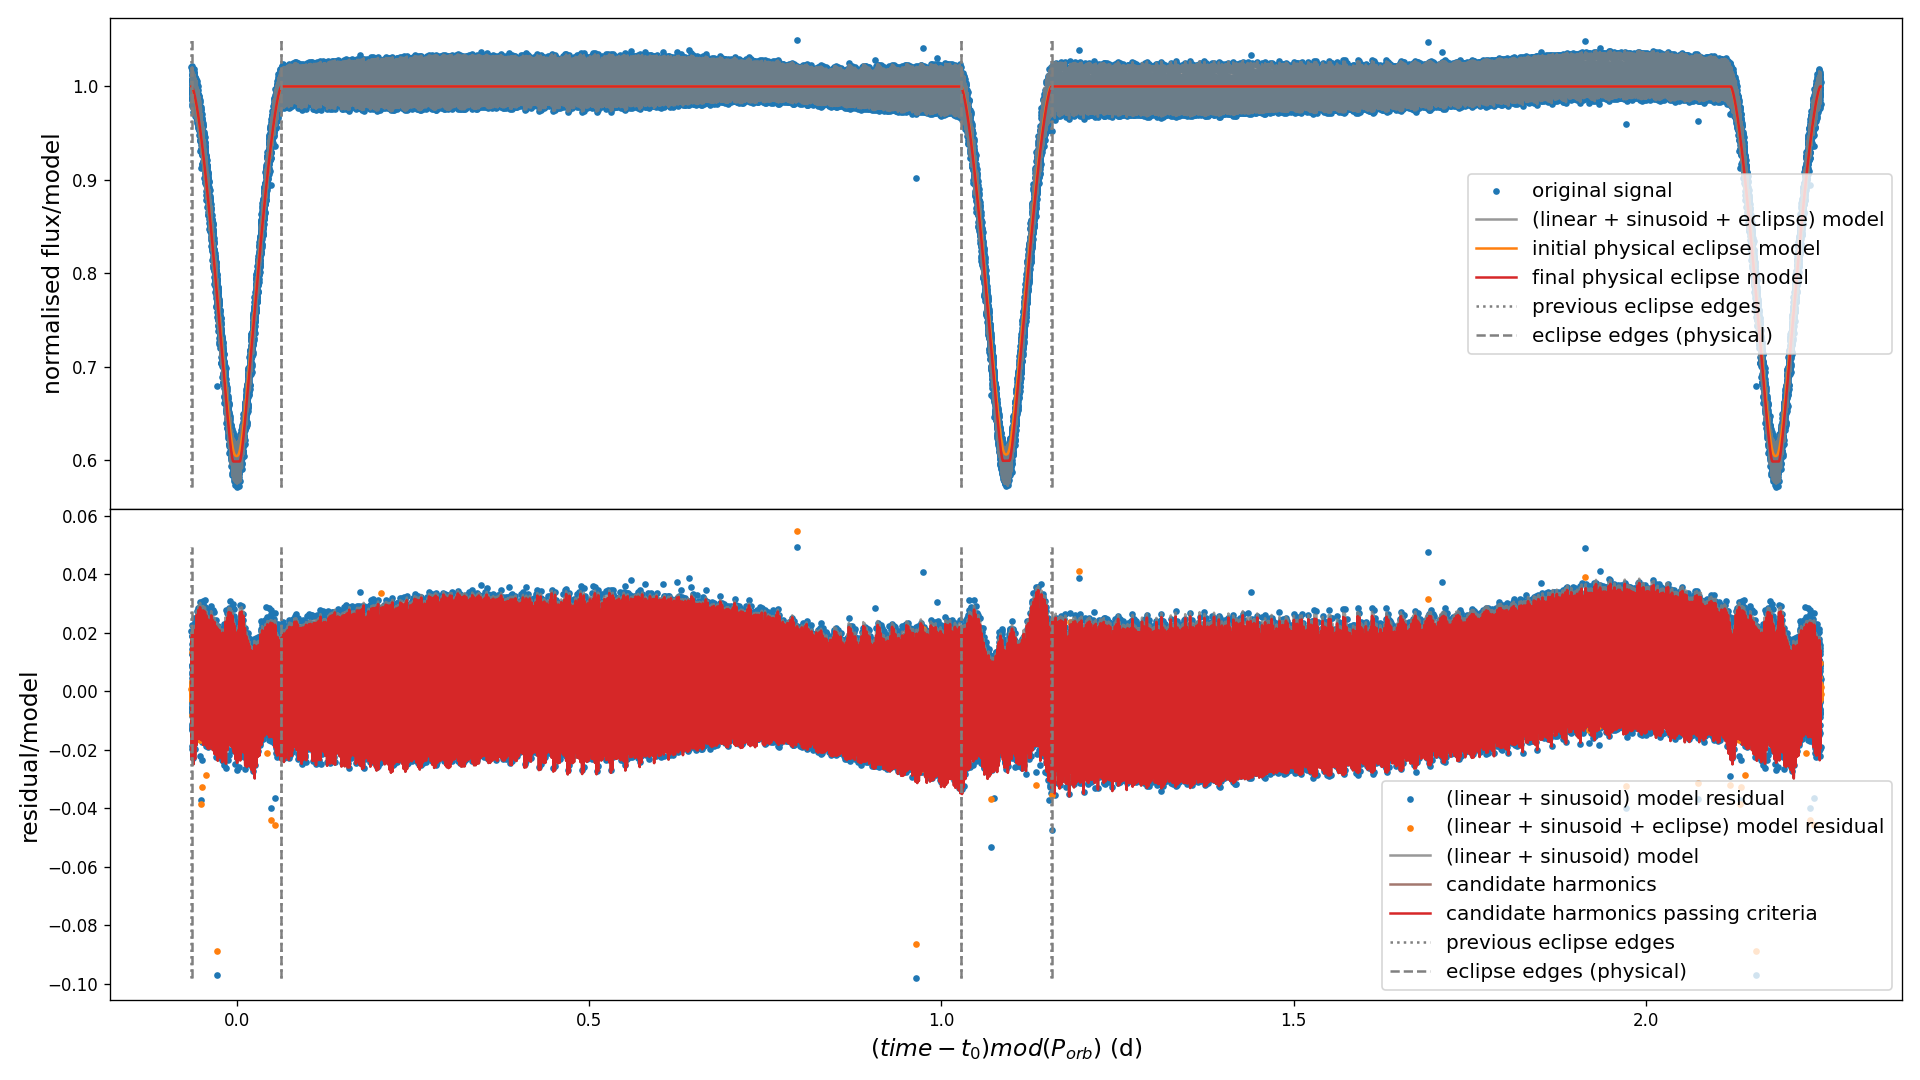 normalised flux/model
1.0
0.9
0.8
0.7
0.6
original signal
(linear + sinusoid + eclipse) model
initial physical eclipse model
final physical eclipse model
previous eclipse edges
eclipse edges (physical)
residual/model
0.06
0.04
0.02
0.00
−0.02
−0.04
−0.06
−0.08
−0.10
(linear + sinusoid) model residual
(linear + sinusoid + eclipse) model residual
(linear + sinusoid) model
candidate harmonics
candidate harmonics passing criteria
previous eclipse edges
eclipse edges (physical)
0.0 0.5 1.0 1.5 2.0
(time − t₀)mod(Pₒᵣb) (d)